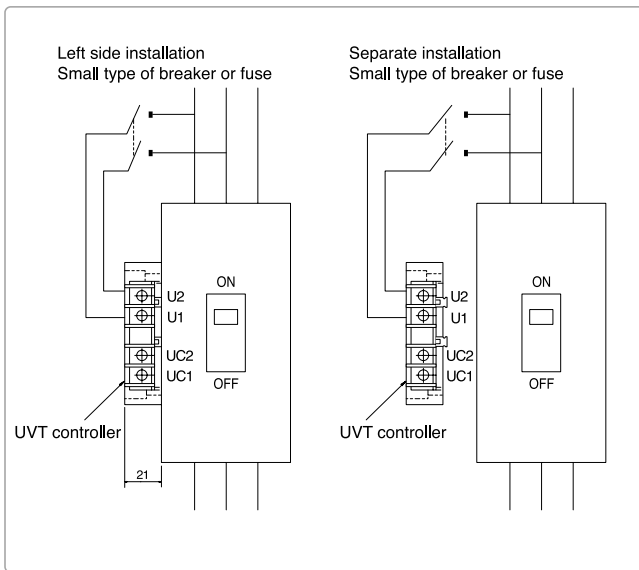 Left side installation
Small type of breaker or fuse
U2
U1
UC2
UC1
ON
OFF
UVT controller
21
Separate installation
Small type of breaker or fuse
U2
U1
UC2
UC1
ON
OFF
UVT controller